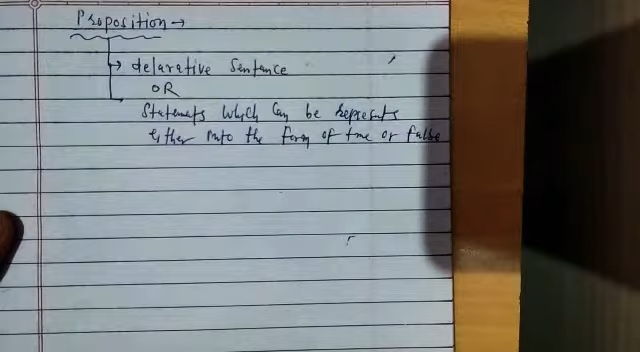 Proposition →
→ delarative Sentence
OR
Statements which can be represents
either into the form of true or false